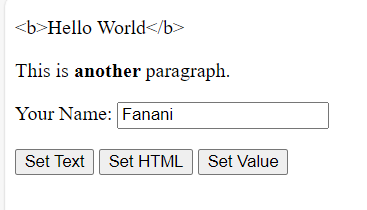 <b>Hello World</b>
This is another paragraph.
Your Name: Fanani
Set Text Set HTML Set Value